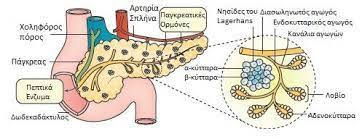 Χοληφόρος
πόρος
Αρτηρία
Σπλήνα
Παγκρεατικές
Ορμόνες
Πάγκρεας
Πεπτικά
Ένζυμα
Δωδεκαδάκτυλος
Νησίδες του
Lagerhans
Διασωληνωτός αγωγός
Ενδοκυτταρικός αγωγός
Κανάλια αγωγών
α-κύτταρα
β-κύτταρα
Λοβίο
Αδενοκύτταρα